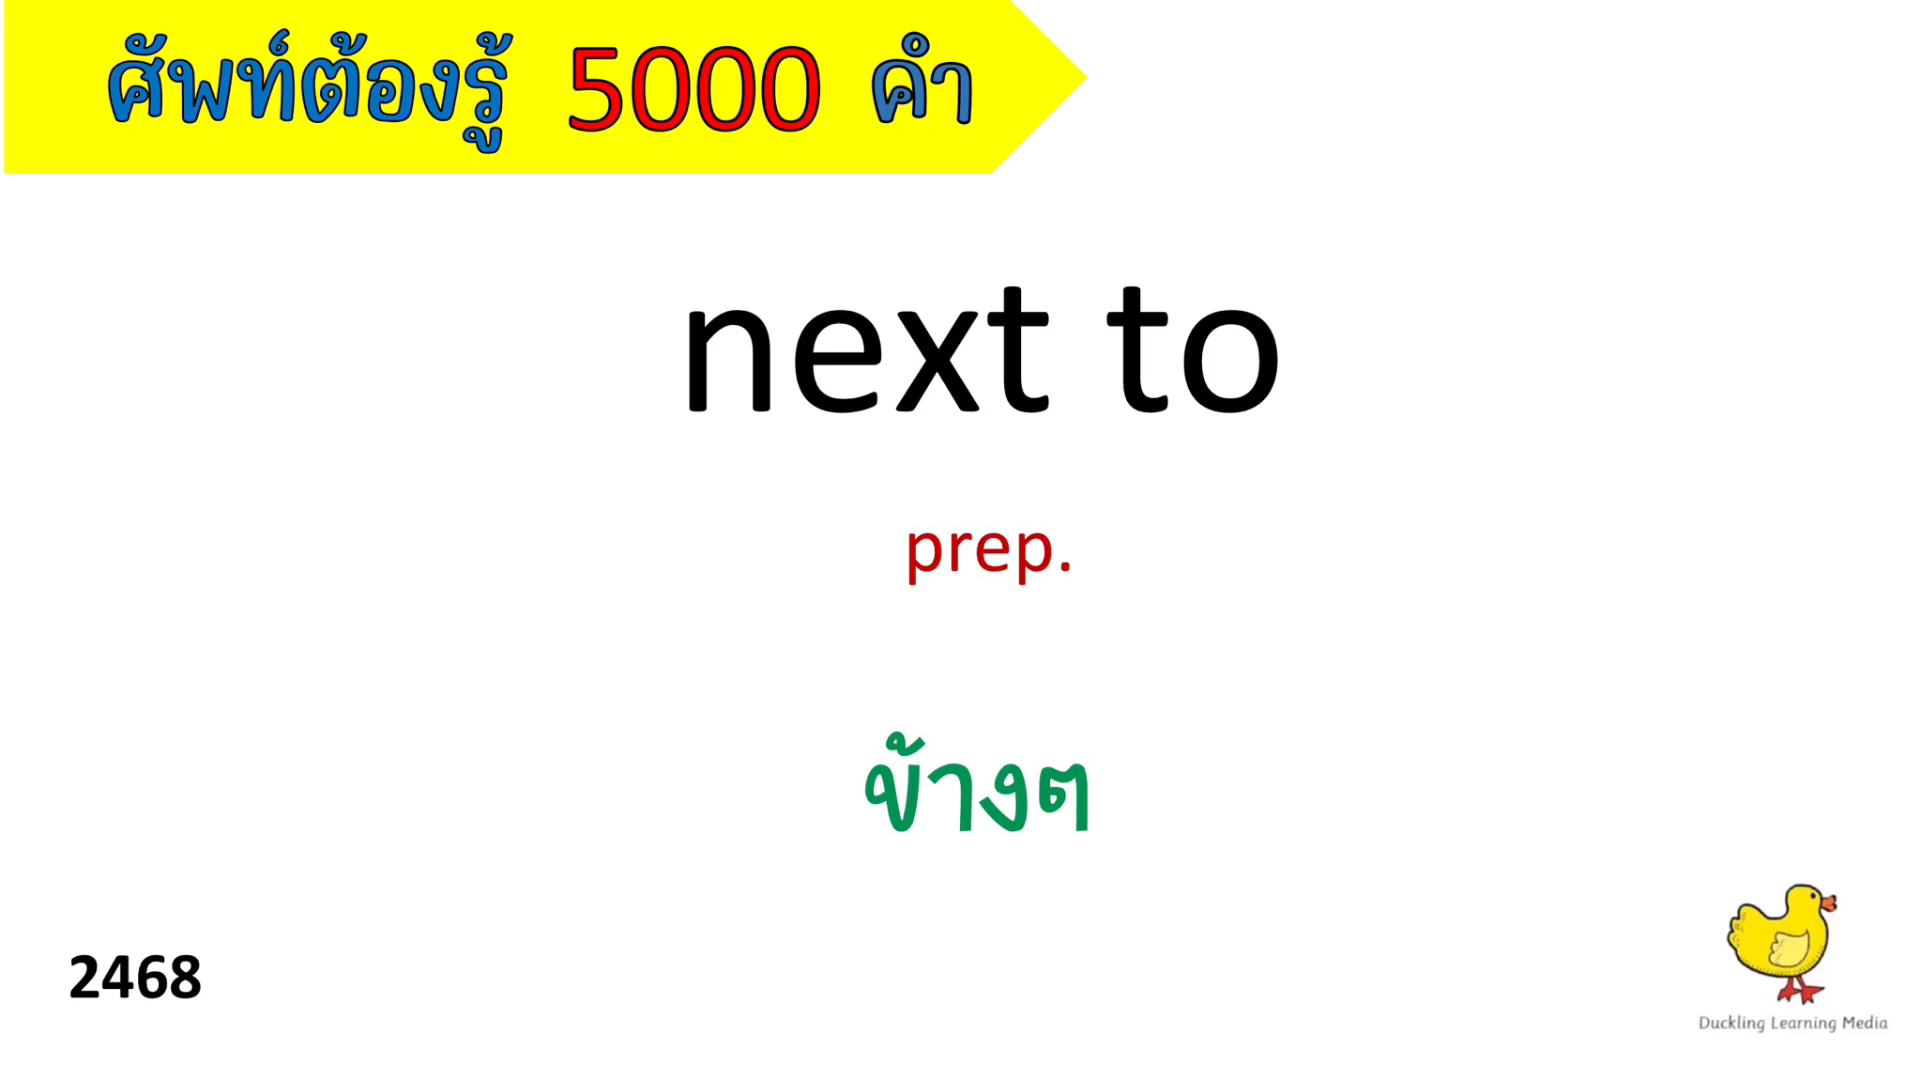 ศัพท์ต้องรู้ 5000 คำ
next to
prep.
ข้างๆ
2468
Duckling Learning Media